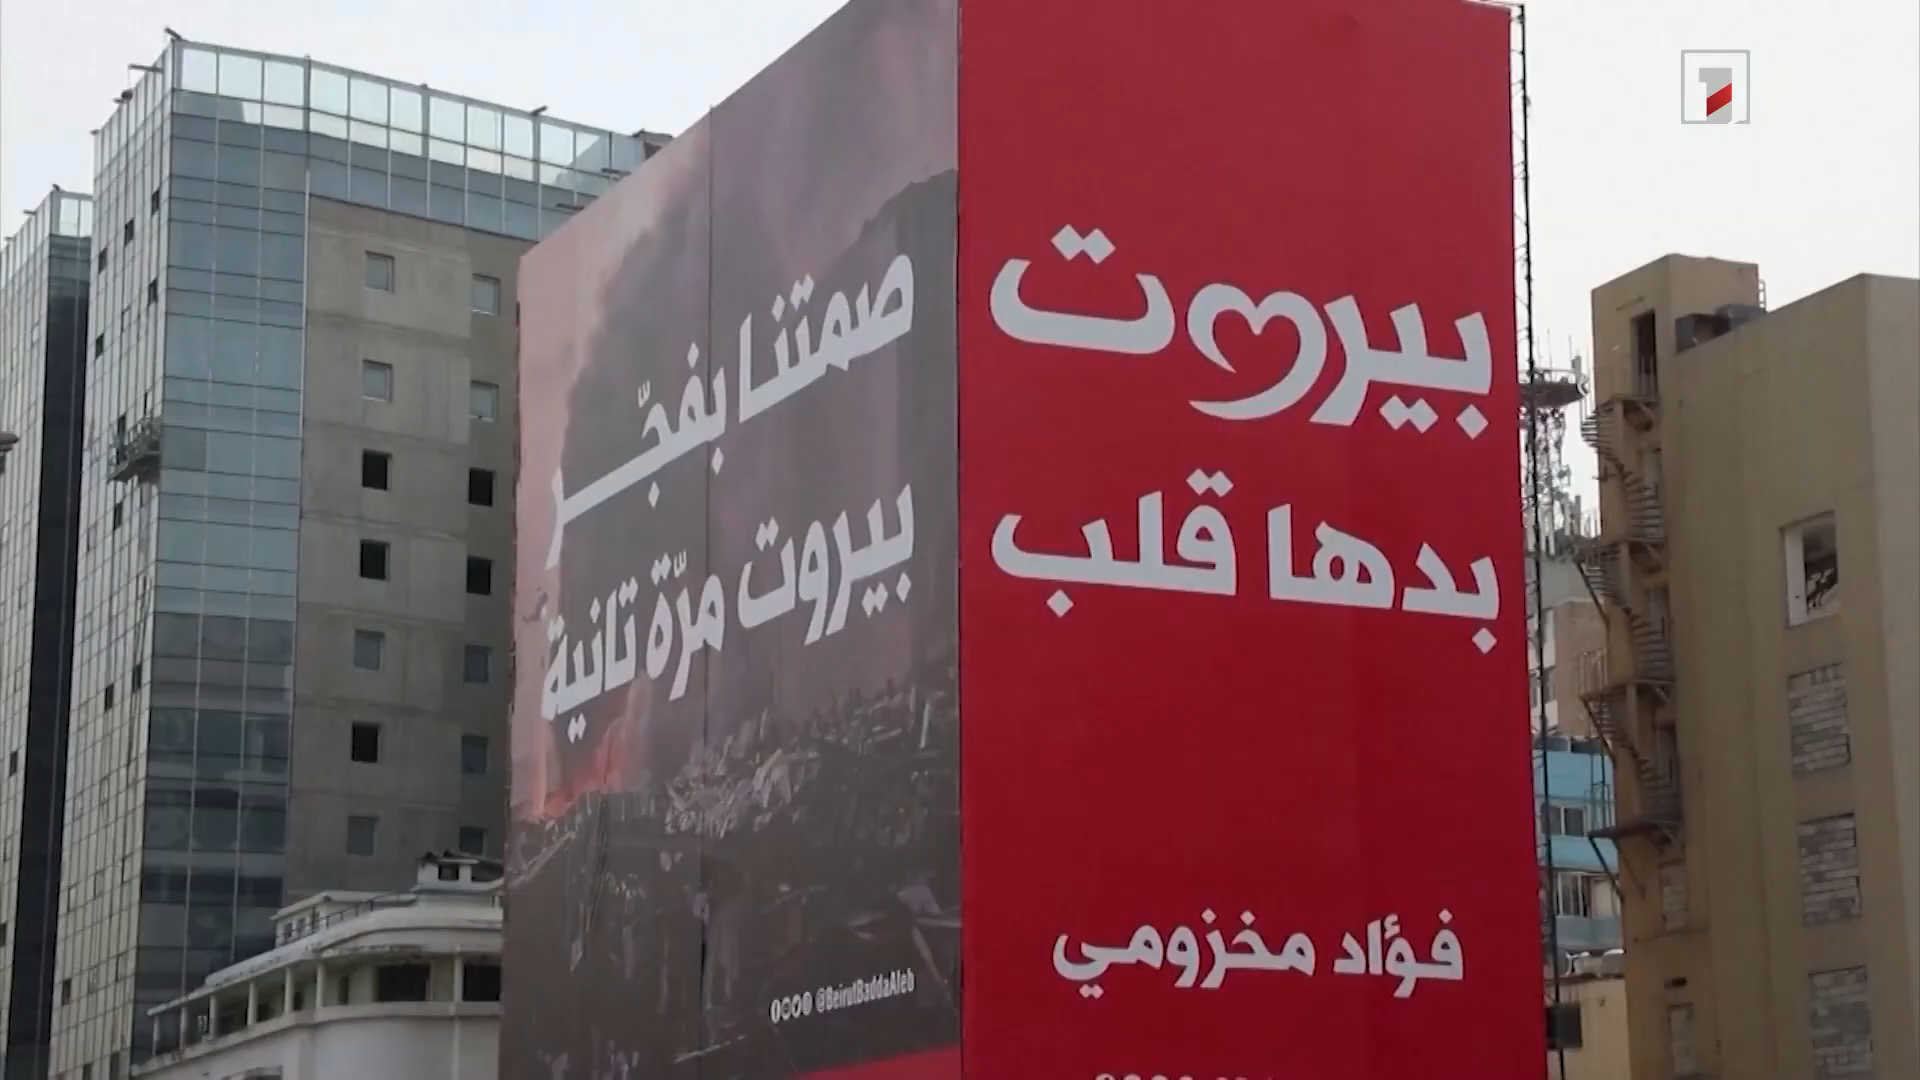 صمتنا بفجّر
بيروت مرّة تانية
@BeirutBaddaAleb
بيروت
بدها قلب
فؤاد مخزومي